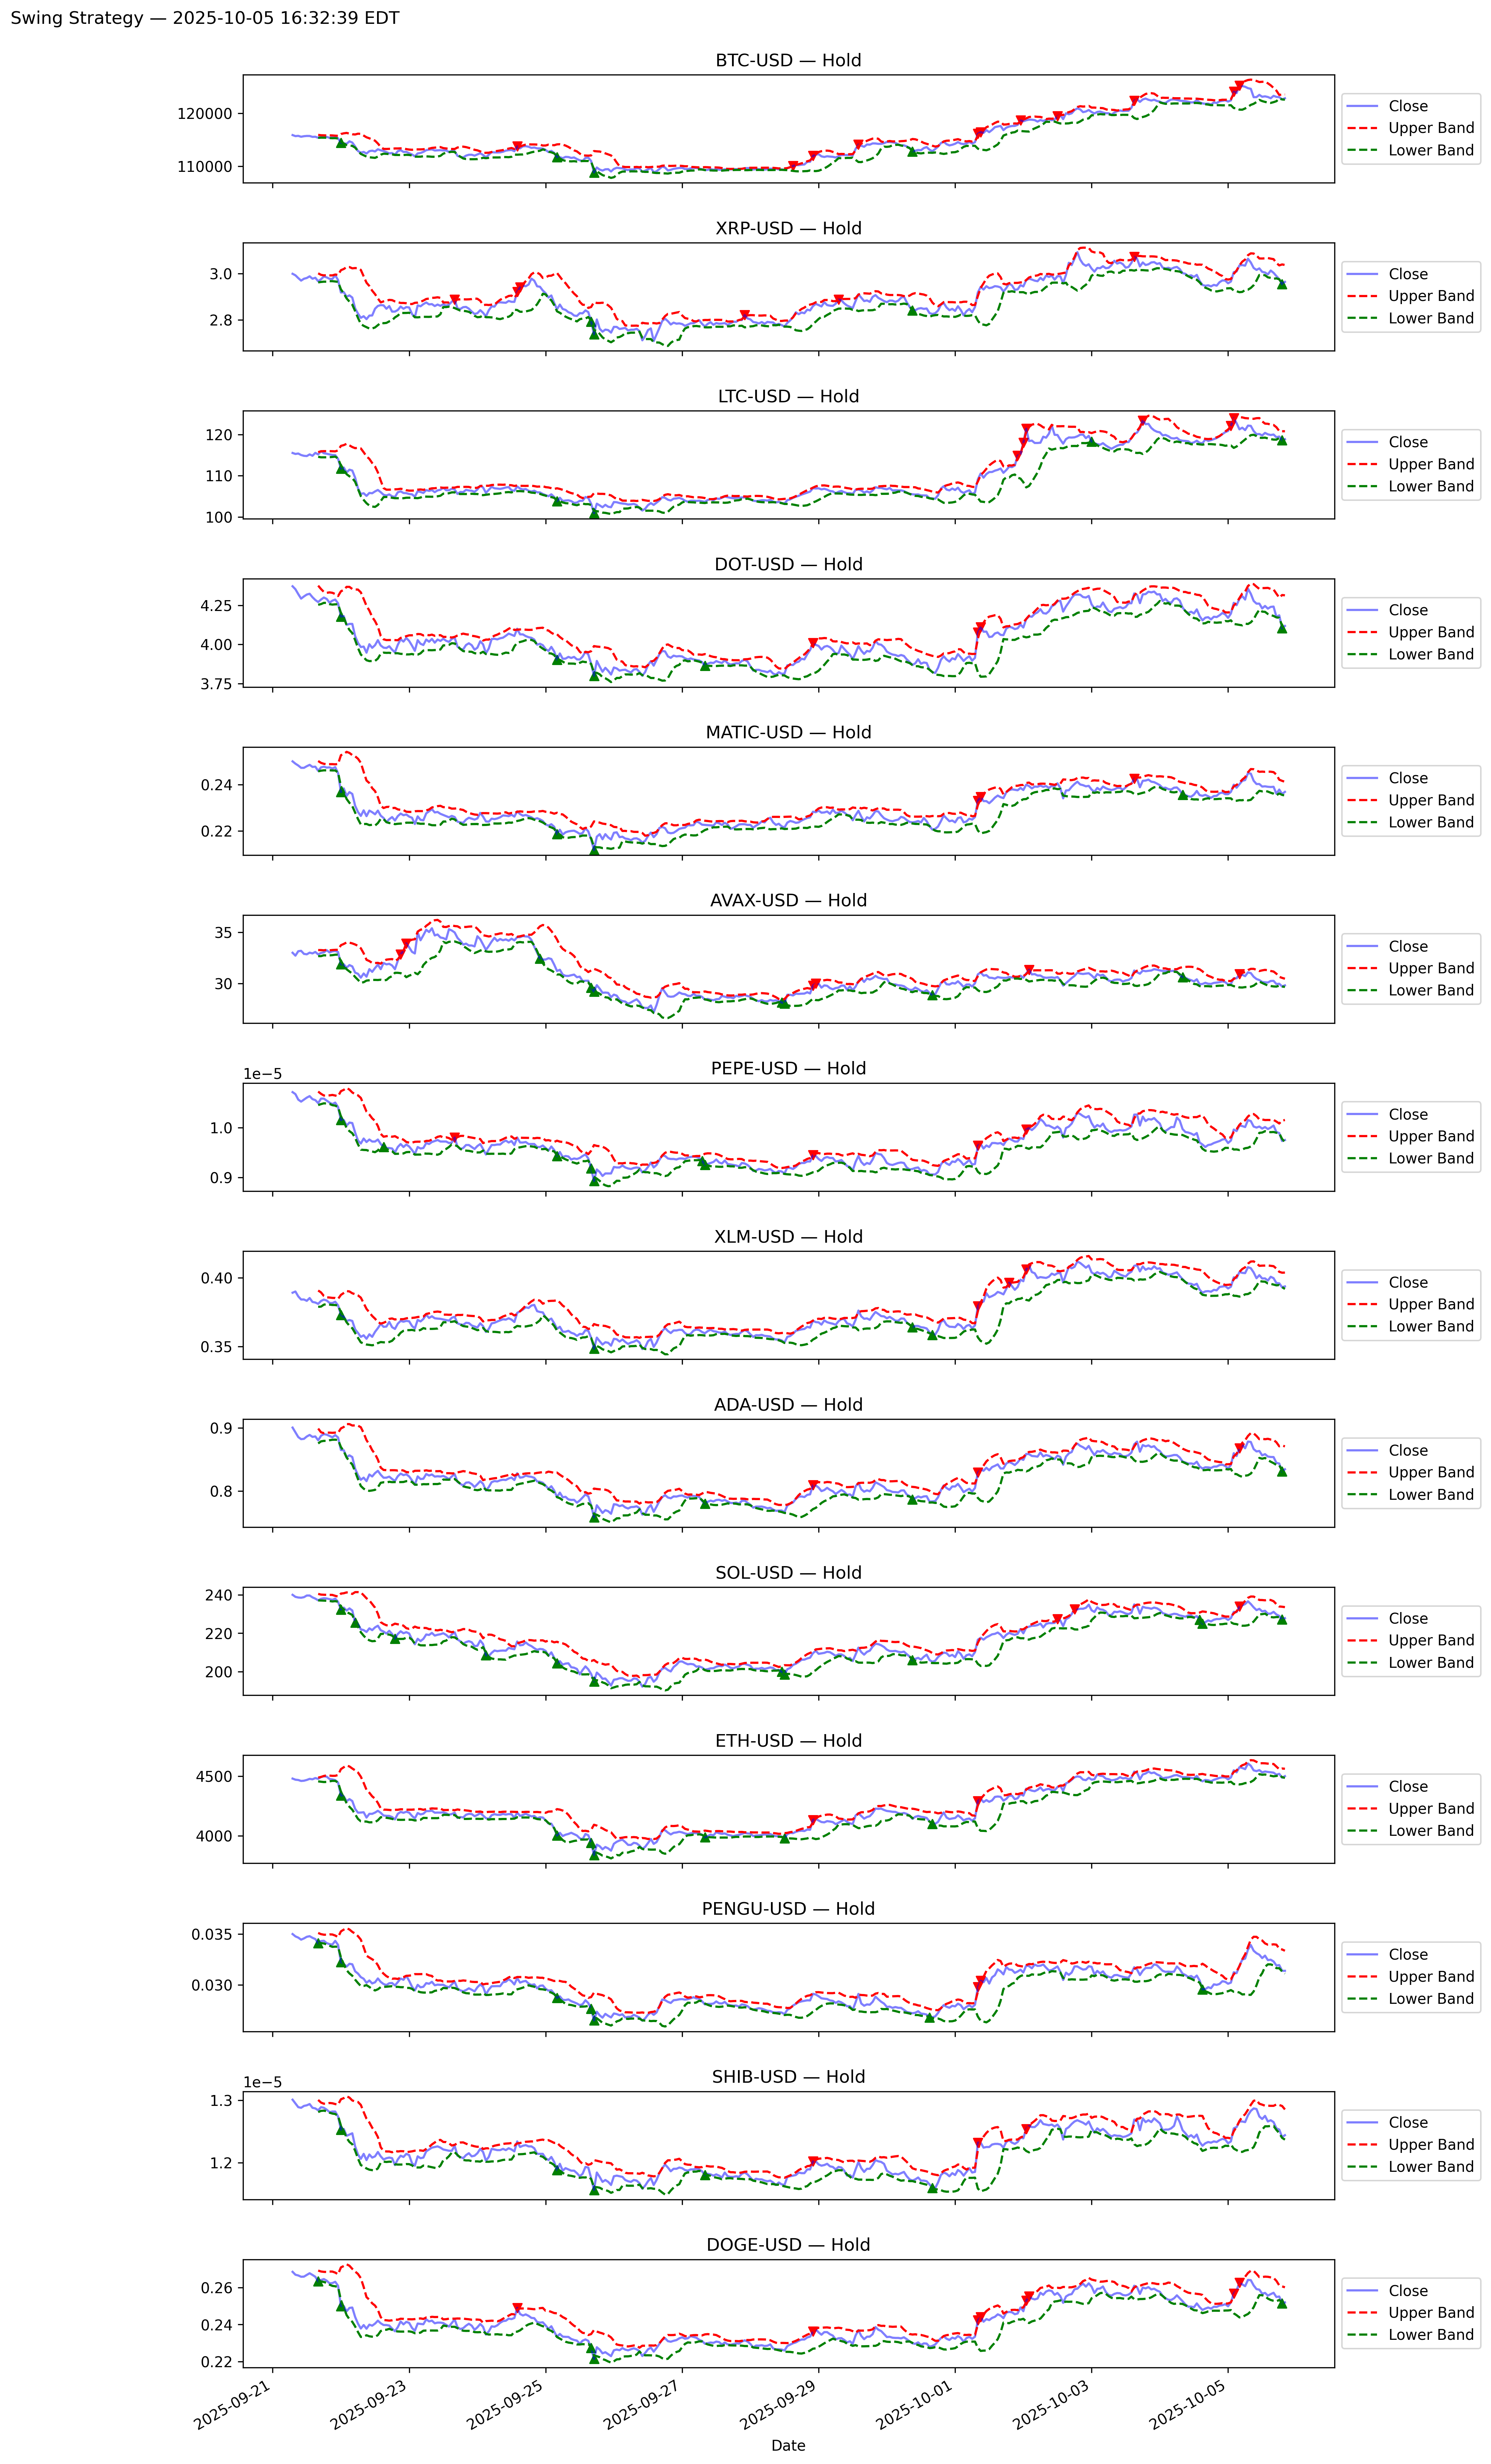 Swing Strategy — 2025-10-05 16:32:39 EDT
BTC-USD — Hold
120000
110000
Close
Upper Band
Lower Band
XRP-USD — Hold
3.0
2.8
Close
Upper Band
Lower Band
LTC-USD — Hold
120
110
100
Close
Upper Band
Lower Band
DOT-USD — Hold
4.25
4.00
3.75
Close
Upper Band
Lower Band
MATIC-USD — Hold
0.24
0.22
Close
Upper Band
Lower Band
AVAX-USD — Hold
35
30
Close
Upper Band
Lower Band
PEPE-USD — Hold
1e−5
1.0
0.9
Close
Upper Band
Lower Band
XLM-USD — Hold
0.40
0.35
Close
Upper Band
Lower Band
ADA-USD — Hold
0.9
0.8
Close
Upper Band
Lower Band
SOL-USD — Hold
240
220
200
Close
Upper Band
Lower Band
ETH-USD — Hold
4500
4000
Close
Upper Band
Lower Band
PENGU-USD — Hold
0.035
0.030
Close
Upper Band
Lower Band
SHIB-USD — Hold
1e−5
1.3
1.2
Close
Upper Band
Lower Band
DOGE-USD — Hold
0.26
0.24
0.22
Close
Upper Band
Lower Band
2025-09-21
2025-09-23
2025-09-25
2025-09-27
2025-09-29
2025-10-01
2025-10-03
2025-10-05
Date